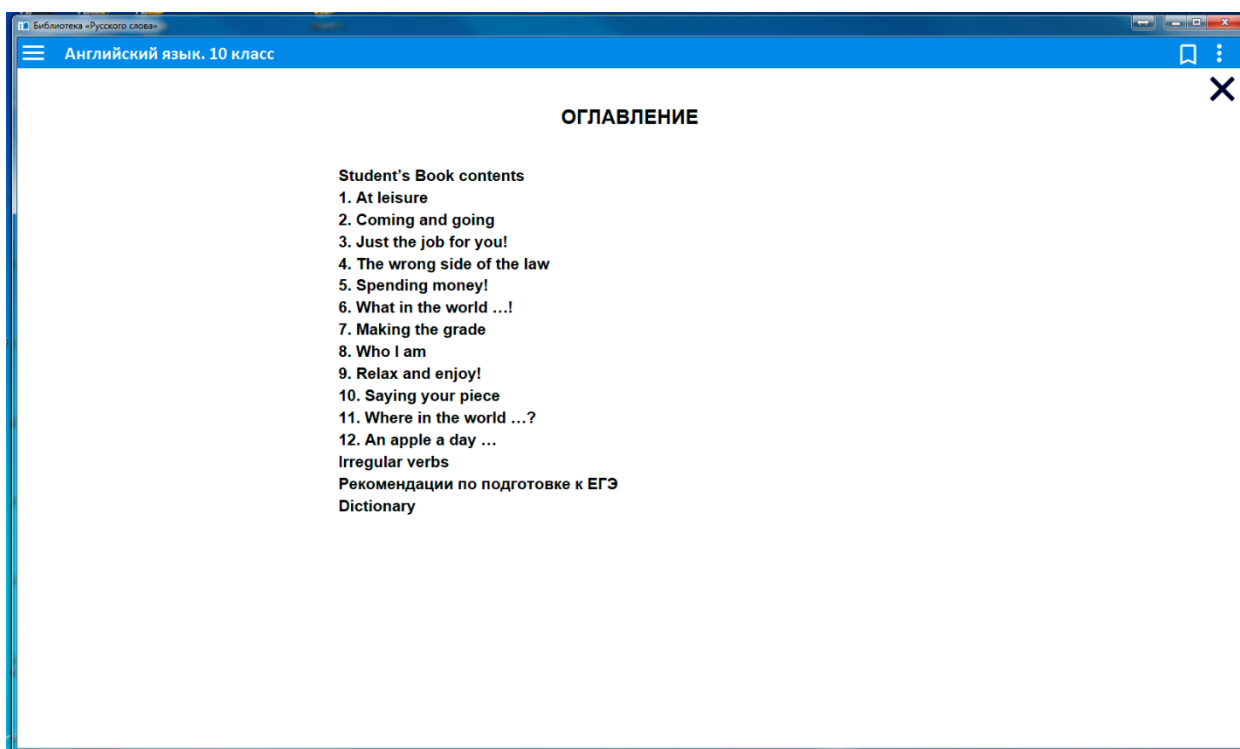 Библиотека «Русского слова»
Английский язык. 10 класс
ОГЛАВЛЕНИЕ
Student’s Book contents
1. At leisure
2. Coming and going
3. Just the job for you!
4. The wrong side of the law
5. Spending money!
6. What in the world …!
7. Making the grade
8. Who I am
9. Relax and enjoy!
10. Saying your piece
11. Where in the world …?
12. An apple a day …
Irregular verbs
Рекомендации по подготовке к ЕГЭ
Dictionary